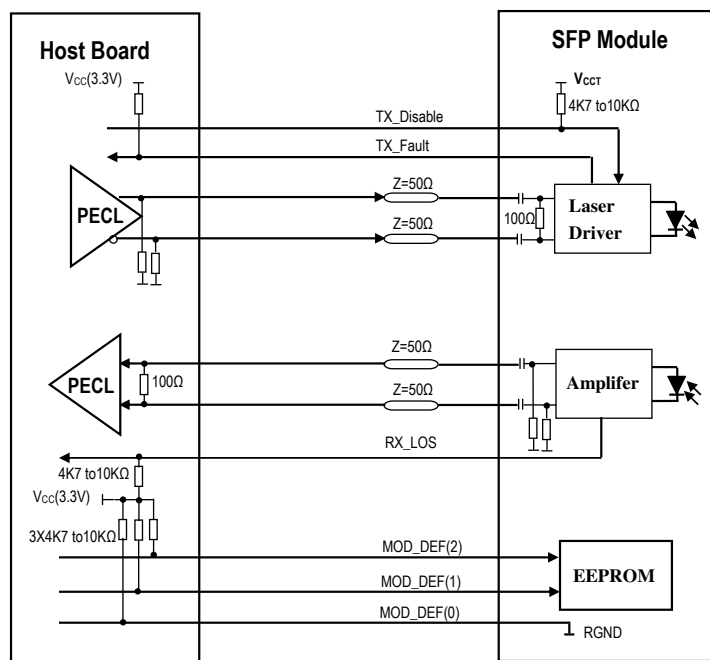 Host Board
SFP Module
VCC(3.3V)
VCCT
4K7 to10KΩ
TX_Disable
TX_Fault
Z=50Ω
PECL
Z=50Ω
100Ω
Laser
Driver
Z=50Ω
PECL
100Ω
Z=50Ω
Amplifer
RX_LOS
4K7 to10KΩ
VCC(3.3V)
3X4K7 to10KΩ
MOD_DEF(2)
EEPROM
MOD_DEF(1)
MOD_DEF(0)
RGND